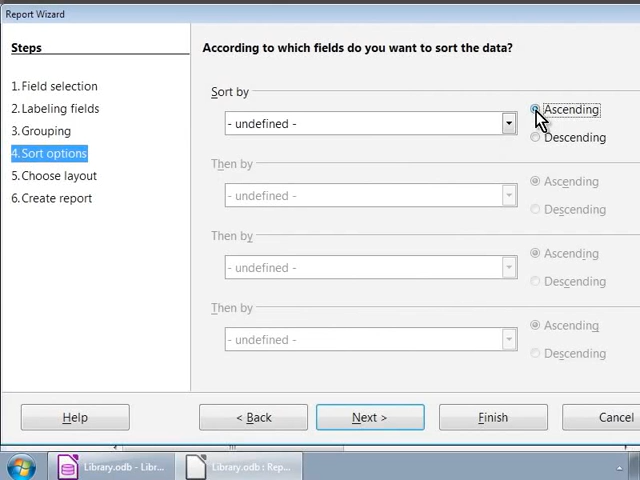 Report Wizard
Steps
According to which fields do you want to sort the data?
1. Field selection
2. Labeling fields
3. Grouping
4. Sort options
5. Choose layout
6. Create report
Sort by
- undefined -
Ascending
Descending
Then by
- undefined -
Ascending
Descending
Then by
- undefined -
Ascending
Descending
Then by
- undefined -
Ascending
Descending
Help
< Back
Next >
Finish
Cancel
Library.odb - Libr...
Library.odb : Rep...